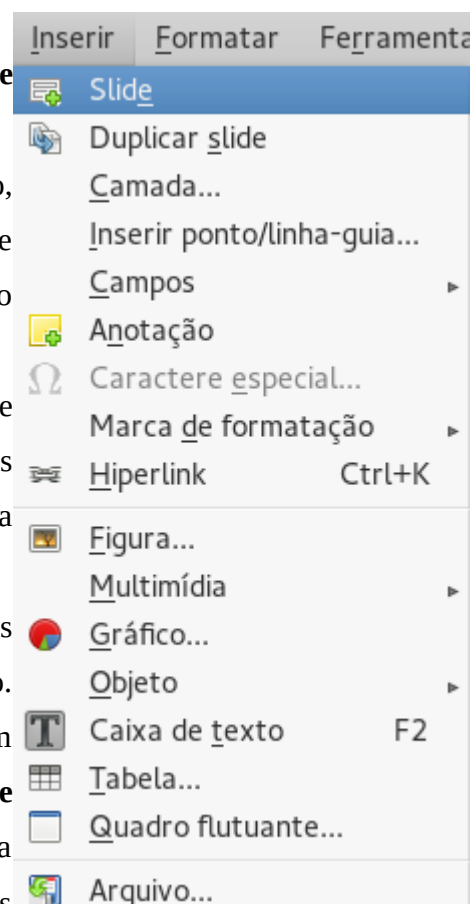 Inserir Formatar Ferramenta
Slide
Duplicar slide
Camada...
Inserir ponto/linha-guia...
Campos
Anotação
Caractere especial...
Marca de formatação
Hiperlink Ctrl+K
Figura...
Multimídia
Gráfico...
Objeto
Caixa de texto F2
Tabela...
Quadro flutuante...
Arquivo...